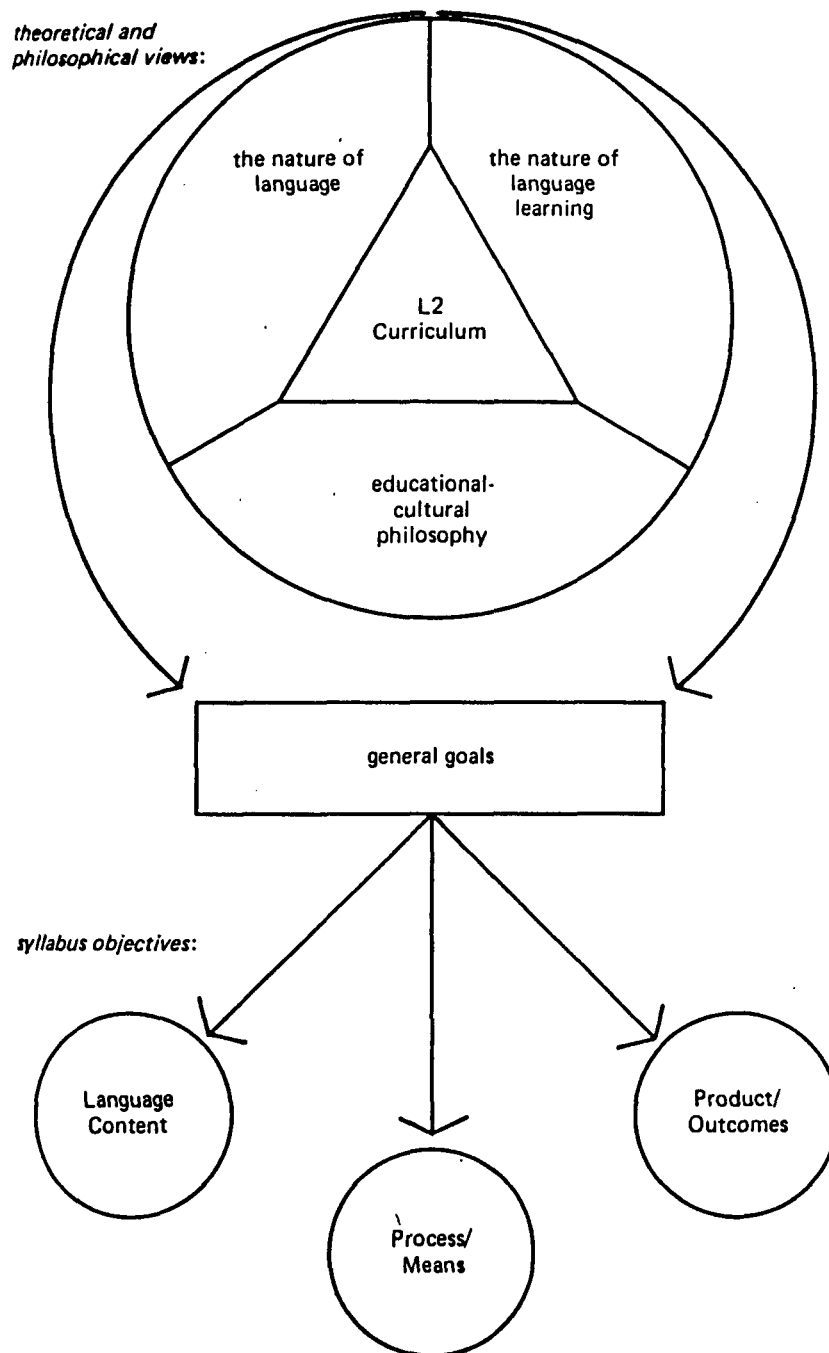 theoretical and
philosophical views:
the nature of
language
the nature of
language
learning
L2
Curriculum
educational-
cultural
philosophy
general goals
syllabus objectives:
Language
Content
Process/
Means
Product/
Outcomes